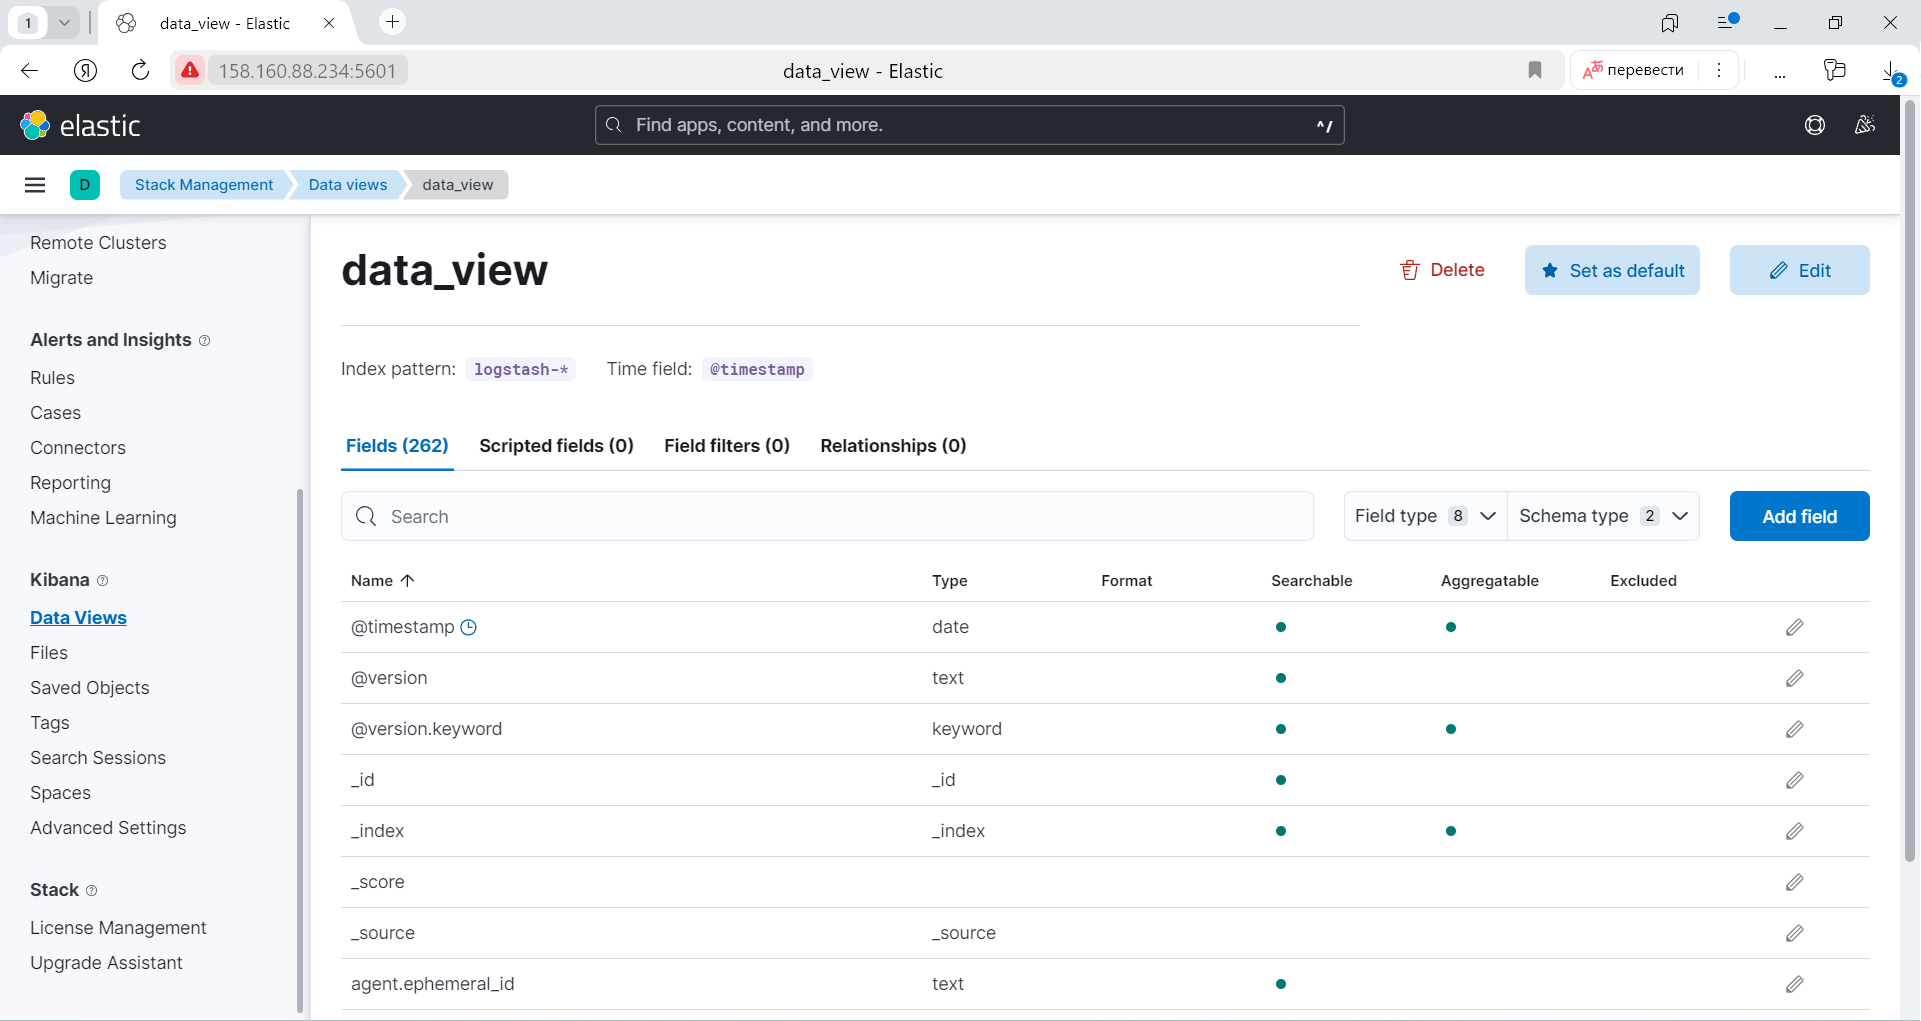 1
data_view - Elastic
Я
158.160.88.234:5601
data_view - Elastic
перевести
...
2
elastic
Find apps, content, and more.
^/
D
Stack Management
Data views
data_view
Remote Clusters
Migrate
Alerts and Insights
Rules
Cases
Connectors
Reporting
Machine Learning
Kibana
Data Views
Files
Saved Objects
Tags
Search Sessions
Spaces
Advanced Settings
Stack
License Management
Upgrade Assistant
data_view
Delete
Set as default
Edit
Index pattern: logstash-* Time field: @timestamp
Fields (262) Scripted fields (0) Field filters (0) Relationships (0)
Search
Field type 8
Schema type 2
Add field
Name Type Format Searchable Aggregatable Excluded
@timestamp date
@version text
@version.keyword keyword
_id _id
_index _index
_score
_source _source
agent.ephemeral_id text